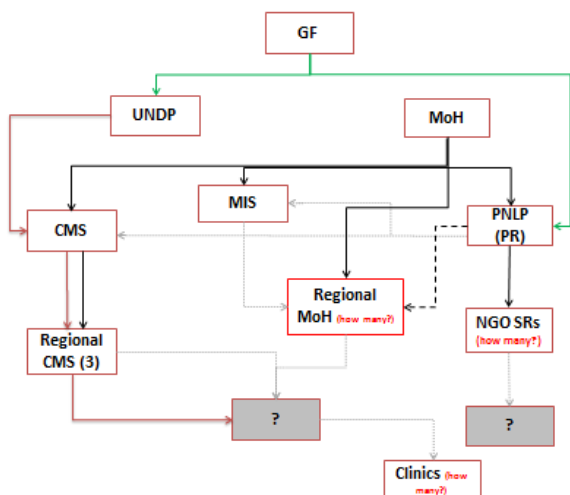 GF
UNDP
MoH
MIS
CMS
PNLP
(PR)
Regional
MoH (how many?)
NGO SRs
(how many?)
Regional
CMS (3)
?
?
Clinics (how
many?)